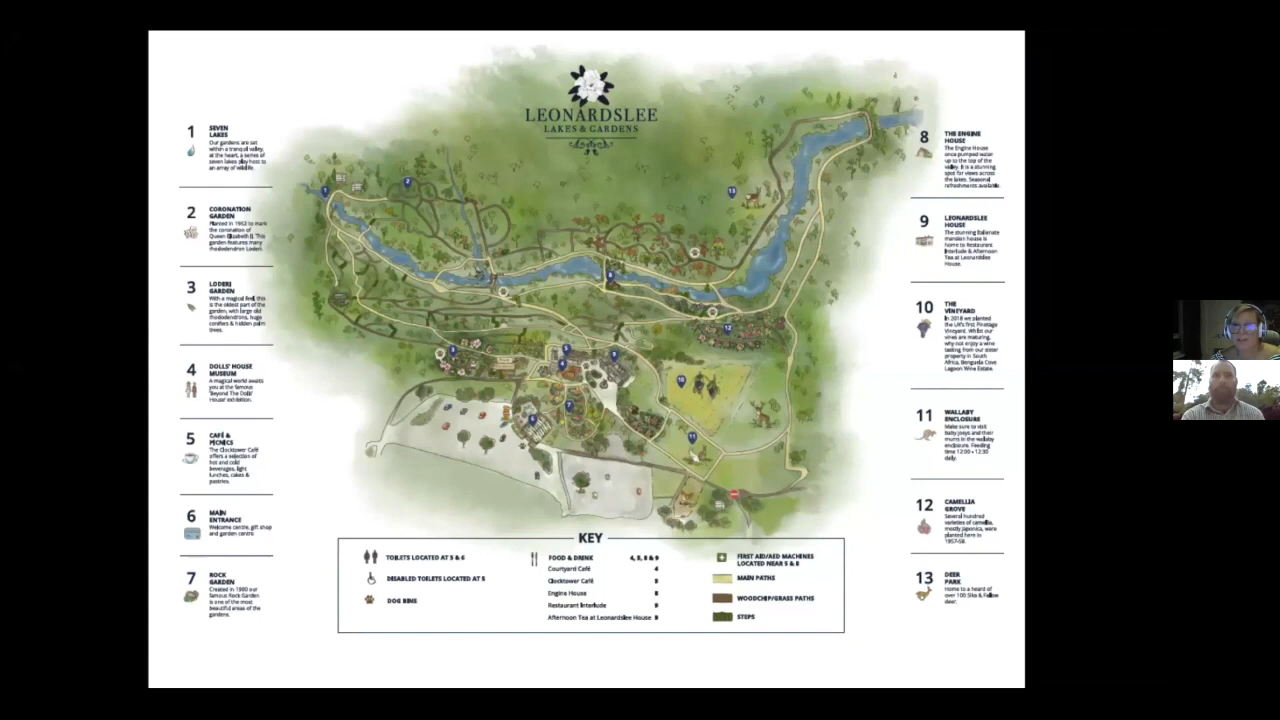 LEONARDSLEE
LAKES & GARDENS
1
SEVEN
LAKES
Our gardens are set
within a tranquil valley,
at the heart, a series of
seven lakes play host to
an array of wildlife.
2
CORONATION
GARDEN
Planted in 1952 to mark
the coronation of
Queen Elizabeth II. This
garden features many
rhododendron Loderi.
3
LODERI
GARDEN
With a magical feel, this
is the oldest part of the
garden, with large old
rhododendrons, huge
conifers & hidden palm
trees.
4
DOLLS' HOUSE
MUSEUM
A magical world awaits
you at the famous
'Beyond The Dolls'
House' exhibition.
5
CAFÉ &
PICNICS
The Clocktower Café
offers a selection of
hot and cold
beverages, light
lunches, cakes &
pastries.
6
MAIN
ENTRANCE
Welcome centre, gift shop
and garden centre
7
ROCK
GARDEN
Created in 1890 our
famous Rock Garden
is one of the most
beautiful areas of the
gardens.
8
THE ENGINE
HOUSE
The Engine House
once pumped water
up to the top of the
valley. It is a stunning
spot for views across
the lakes. Seasonal
refreshments available.
9
LEONARDSLEE
HOUSE
The stunning Italianate
mansion house is
home to Restaurant
Interlude & Afternoon
Tea at Leonardslee
House.
10
THE
VINEYARD
In 2018 we planted
the UK's first Pinotage
Vineyard. Whilst our
vines are maturing,
why not enjoy a wine
tasting from our sister
property in South
Africa, Benguela Cove
Lagoon Wine Estate.
11
WALLABY
ENCLOSURE
Make sure to visit
baby joeys and their
mums in the wallaby
enclosure. Feeding
time 12:00 - 12:30
daily.
12
CAMELLIA
GROVE
Several hundred
varieties of camellia,
mostly Japonica, were
planted here in
1957-58.
13
DEER
PARK
Home to a heard of
over 100 Sika & Fallow
deer.
1
2
13
8
12
3
5
4
9
10
7
6
11
KEY
TOILETS LOCATED AT 5 & 6
DISABLED TOILETS LOCATED AT 5
DOG BINS
FOOD & DRINK 4, 5, 8 & 9
Courtyard Café 4
Clocktower Café 5
Engine House 8
Restaurant Interlude 9
Afternoon Tea at Leonardslee House 9
FIRST AID/AED MACHINES
LOCATED NEAR 5 & 8
MAIN PATHS
WOODCHIP/GRASS PATHS
STEPS